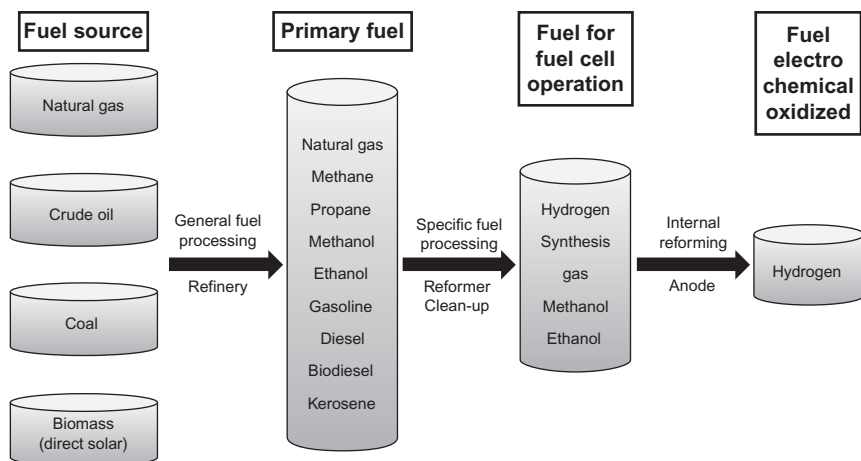 Fuel source
Natural gas
Crude oil
Coal
Biomass
(direct solar)
General fuel
processing
Refinery
Primary fuel
Natural gas
Methane
Propane
Methanol
Ethanol
Gasoline
Diesel
Biodiesel
Kerosene
Specific fuel
processing
Reformer
Clean-up
Fuel for
fuel cell
operation
Hydrogen
Synthesis
gas
Methanol
Ethanol
Internal
reforming
Anode
Fuel
electro
chemical
oxidized
Hydrogen